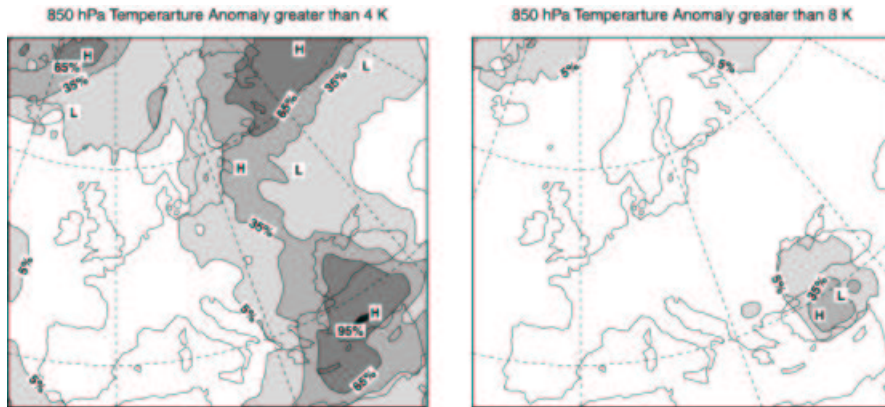 850 hPa Temperarture Anomaly greater than 4 K
850 hPa Temperarture Anomaly greater than 8 K
H
65%
35%
L
H
L
35%
65%
H
L
35%
5%
5%
H
95%
65%
5%
5%
5%
5%
35%
L
H